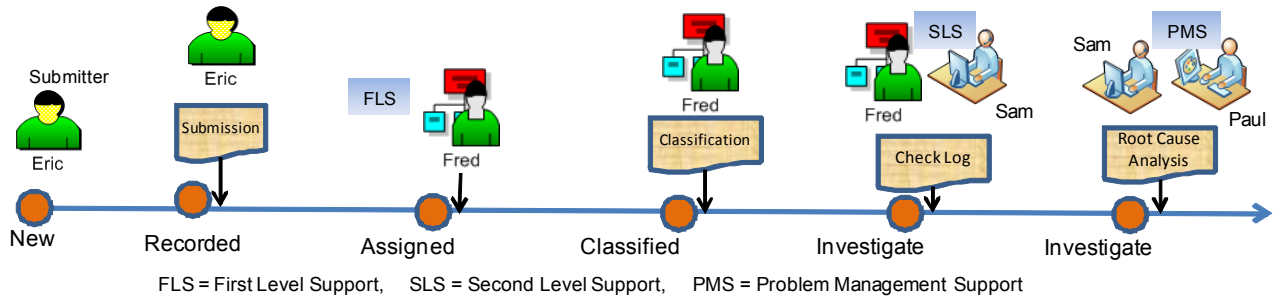 Submitter
Eric
Eric
Submission
FLS
Fred
Fred
Classification
Fred
SLS
Sam
Check Log
Sam
PMS
Paul
Root Cause
Analysis
New
Recorded
Assigned
Classified
Investigate
Investigate
FLS = First Level Support, SLS = Second Level Support, PMS = Problem Management Support